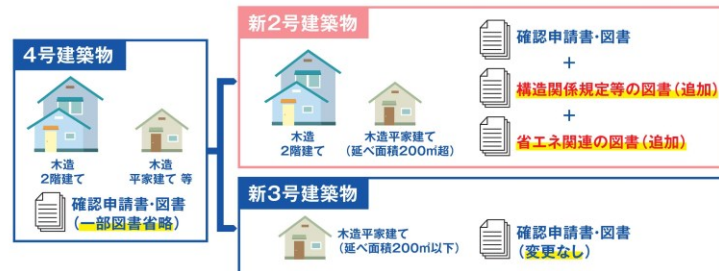 4号建築物
木造
2階建て
木造
平家建て 等
確認申請書・図書
（一部図書省略）
新2号建築物
木造
2階建て
木造平家建て
（延べ面積200㎡超）
確認申請書・図書
＋
構造関係規定等の図書（追加）
＋
省エネ関連の図書（追加）
新3号建築物
木造平家建て
（延べ面積200㎡以下）
確認申請書・図書
（変更なし）